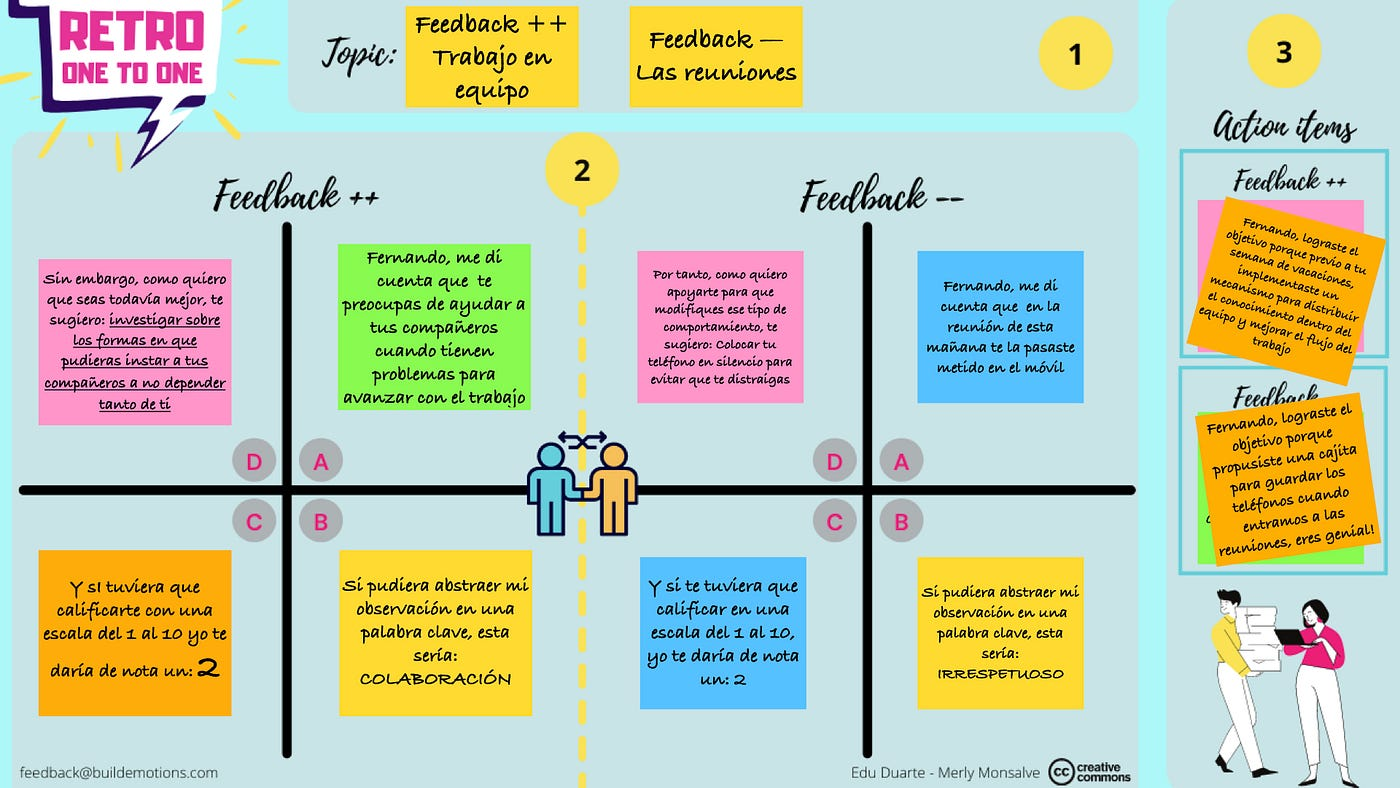 RETRO
ONE TO ONE
Topic:
Feedback ++
Trabajo en
equipo
Feedback —
Las reuniones
1
2
Feedback ++
Sin embargo, como quiero
que seas todavía mejor, te
sugiero: investigar sobre
los formas en que
pudieras instar a tus
compañeros a no depender
tanto de ti
Fernando, me di
cuenta que te
preocupas de ayudar a
tus compañeros
cuando tienen
problemas para
avanzar con el trabajo
D
A
C
B
Y si tuviera que
calificarte con una
escala del 1 al 10 yo te
daría de nota un: 2
Si pudiera abstraer mi
observación en una
palabra clave, esta
sería:
COLABORACIÓN
Feedback --
Por tanto, como quiero
apoyarte para que
modifiques ese tipo de
comportamiento, te
sugiero: Colocar tu
teléfono en silencio para
evitar que te distraigas
Fernando, me di
cuenta que en la
reunión de esta
mañana te la pasaste
metido en el móvil
D
A
C
B
Y si te tuviera que
calificar en una
escala del 1 al 10,
yo te daría de nota
un: 2
Si pudiera abstraer mi
observación en una
palabra clave, esta
sería:
IRRESPETUOSO
3
Action items
Feedback ++
Fernando, lograste el
objetivo porque previo a tu
semana de vacaciones,
implementaste un
mecanismo para distribuir
el conocimiento dentro del
equipo y mejorar el flujo del
trabajo
Feedback
Fernando, lograste el
objetivo porque
propusiste una cajita
para guardar los
teléfonos cuando
entramos a las
reuniones, eres genial!
feedback@buildemotions.com
Edu Duarte - Merly Monsalve
cc creative
commons